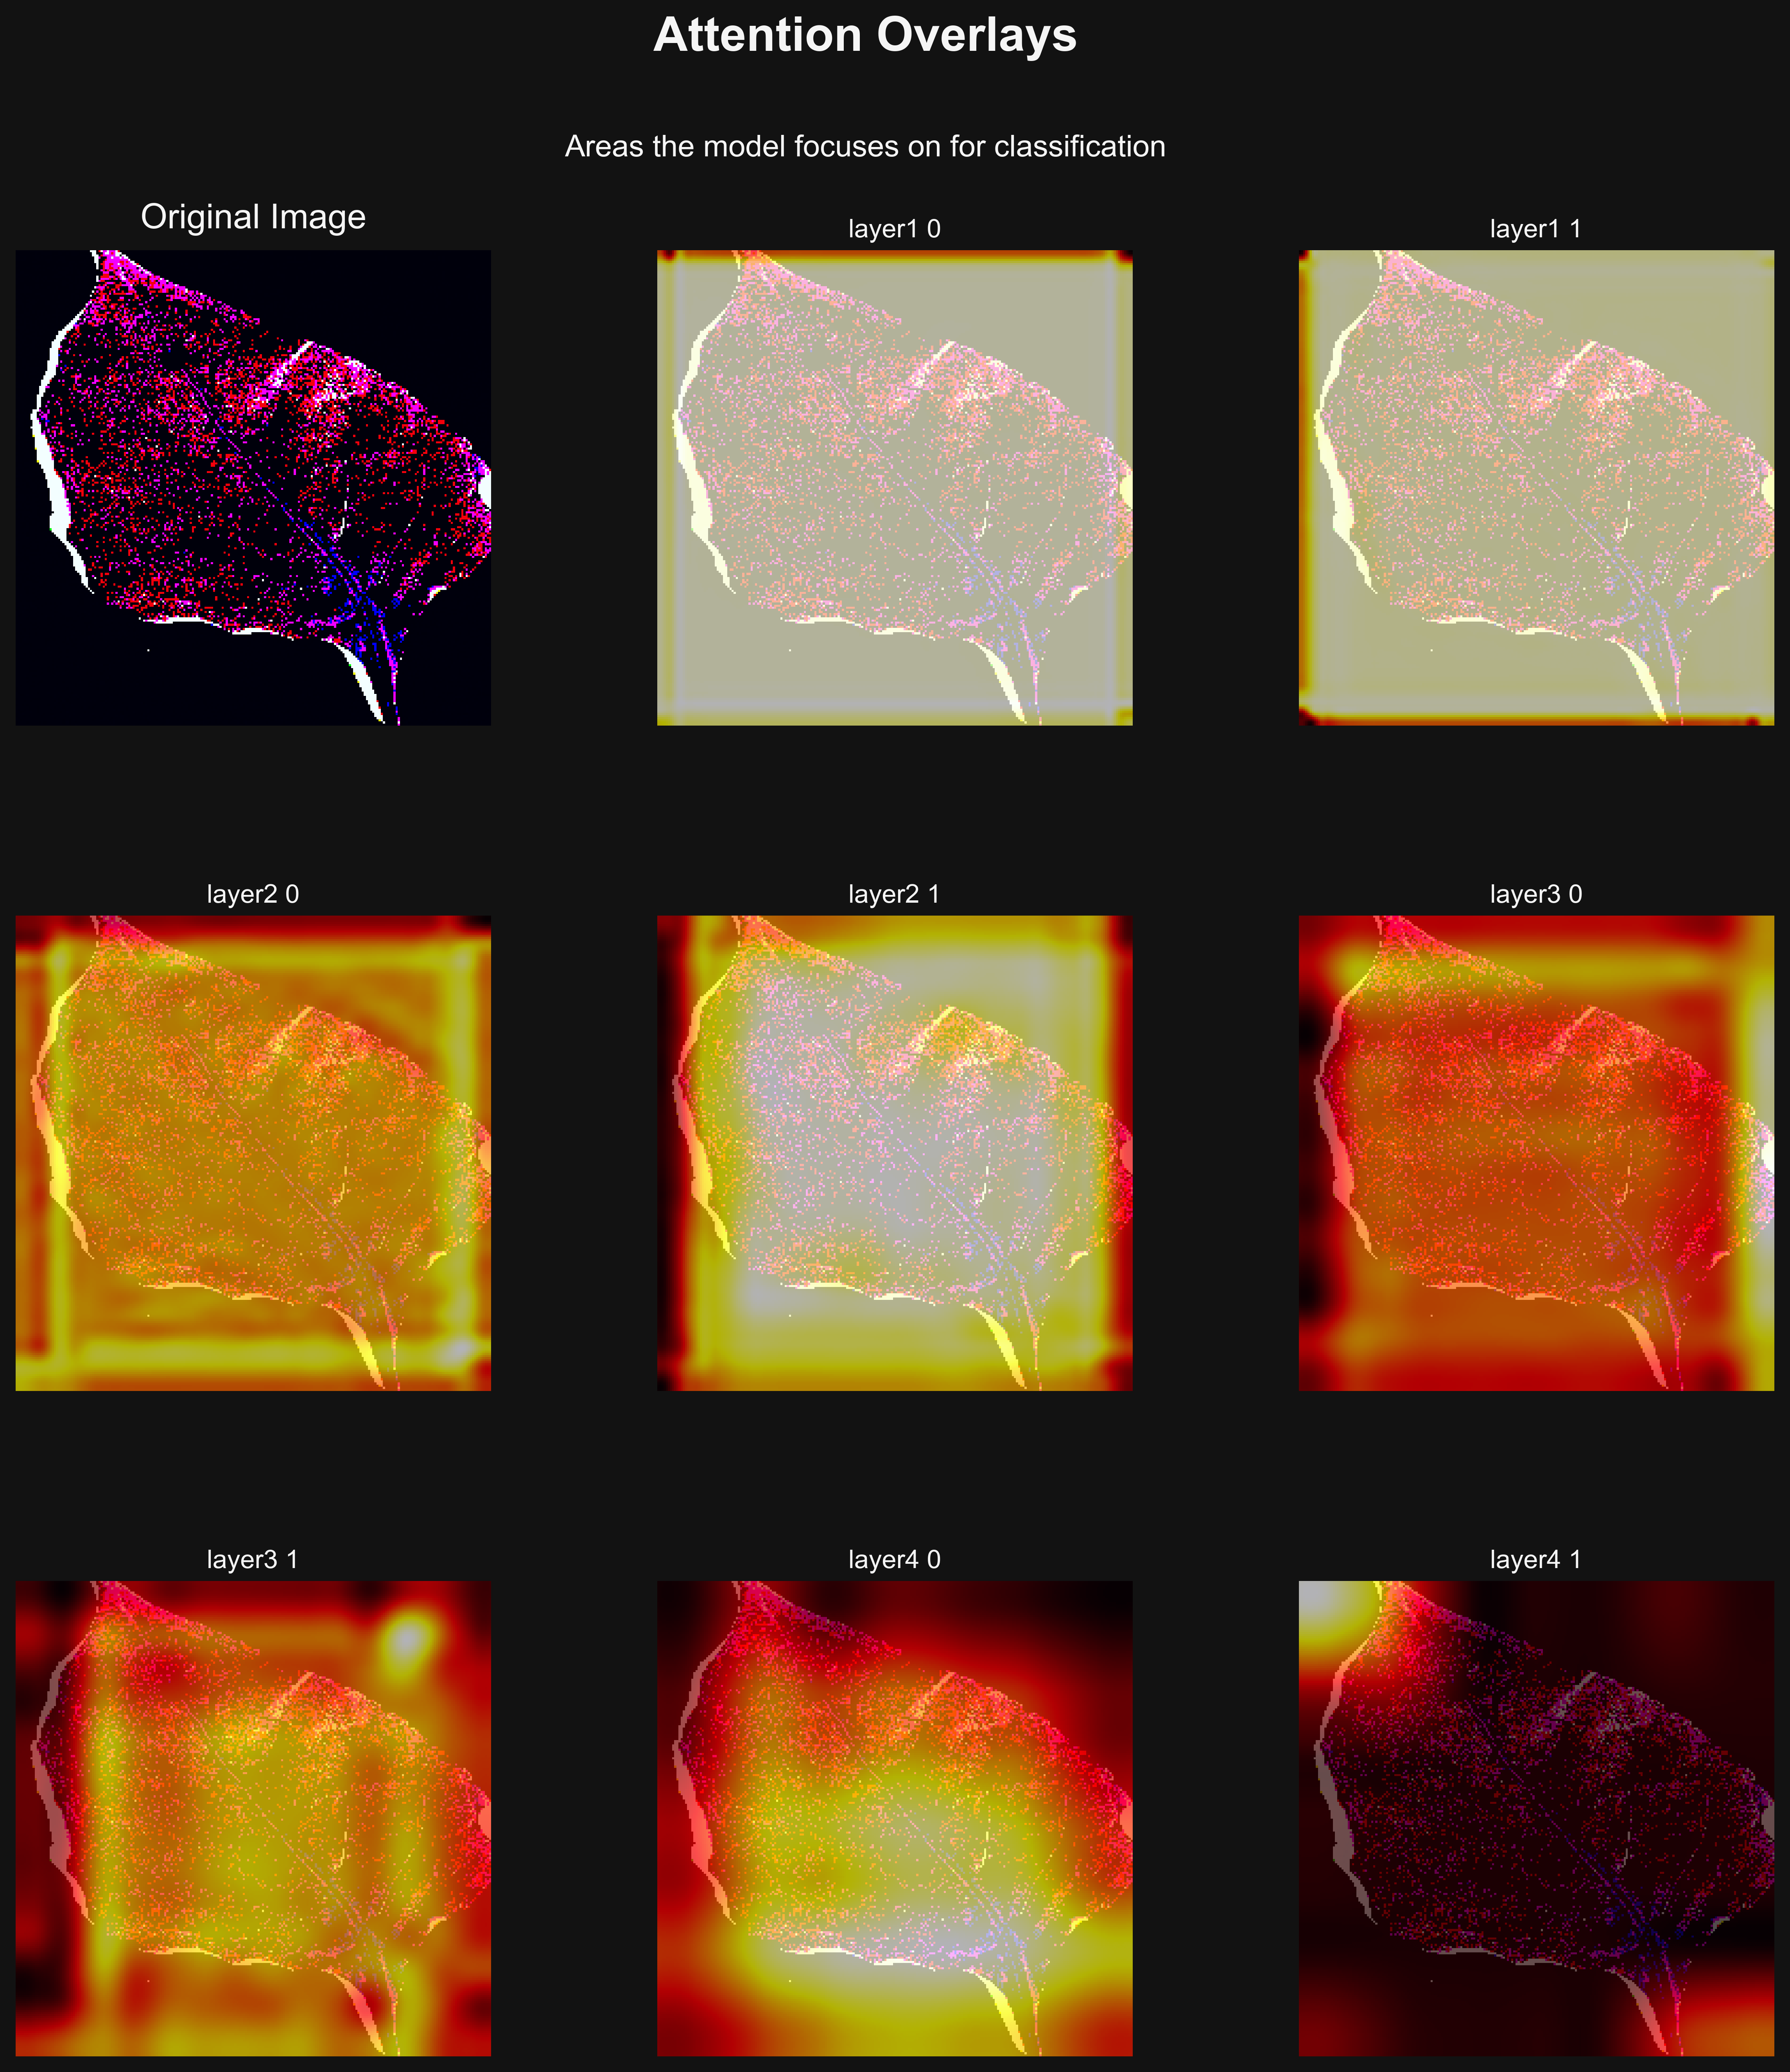 Attention Overlays
Areas the model focuses on for classification
Original Image
layer1 0
layer1 1
layer2 0
layer2 1
layer3 0
layer3 1
layer4 0
layer4 1